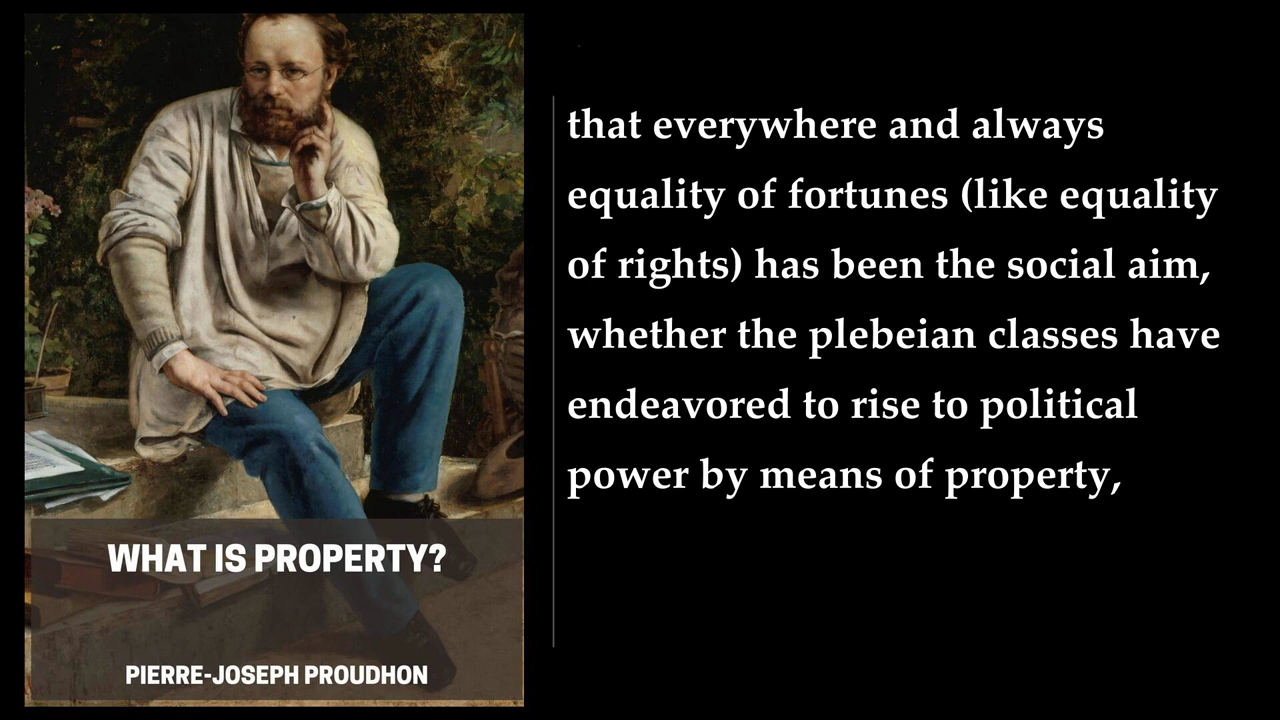 that everywhere and always
equality of fortunes (like equality
of rights) has been the social aim,
whether the plebeian classes have
endeavored to rise to political
power by means of property,
WHAT IS PROPERTY?
PIERRE-JOSEPH PROUDHON